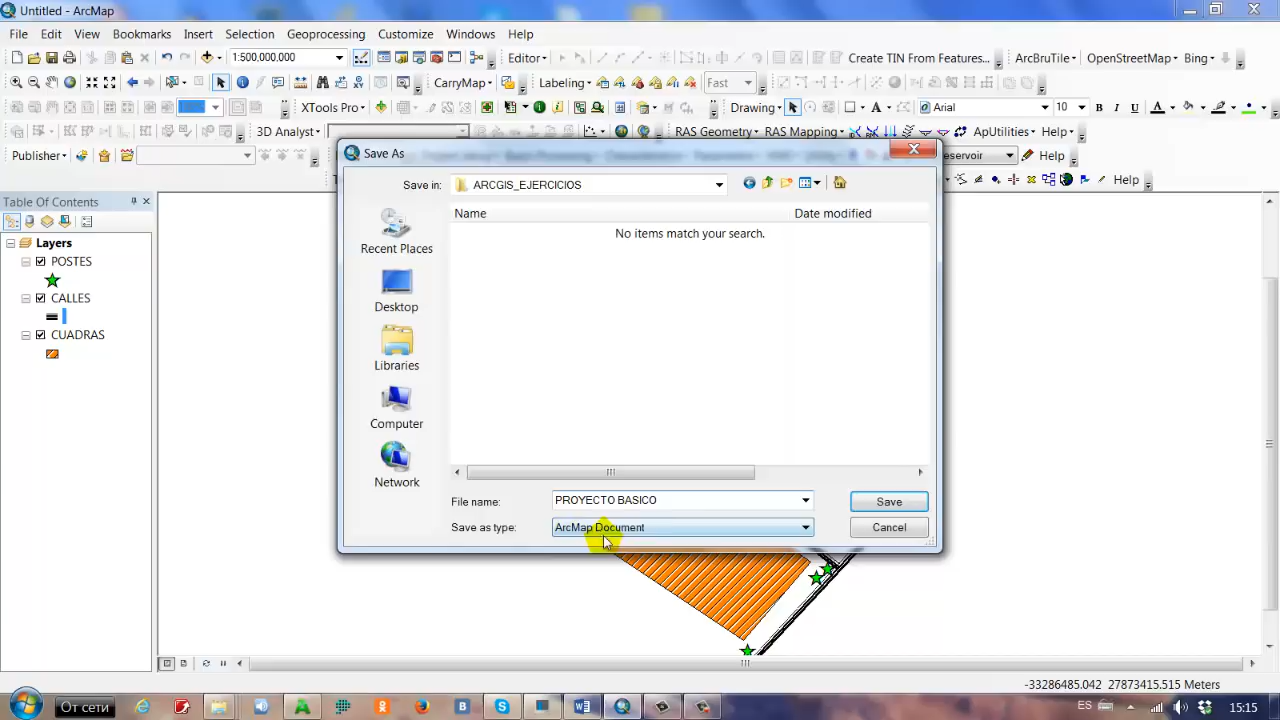 Untitled - ArcMap
File Edit View Bookmarks Insert Selection Geoprocessing Customize Windows Help
1:500,000,000 Editor Create TIN From Features... ArcBruTile OpenStreetMap Bing
CarryMap Labeling Fast
XTools Pro Drawing Arial 10 B I U A
3D Analyst RAS Geometry RAS Mapping ApUtilities Help
Publisher Help
Help
Table Of Contents
Layers
POSTES
CALLES
CUADRAS
Save As
Save in: ARCGIS_EJERCICIOS
Name Date modified
No items match your search.
Recent Places
Desktop
Libraries
Computer
Network
File name: PROYECTO BASICO Save
Save as type: ArcMap Document Cancel
-33286485.042 27873415.515 Meters
От сети ES 15:15